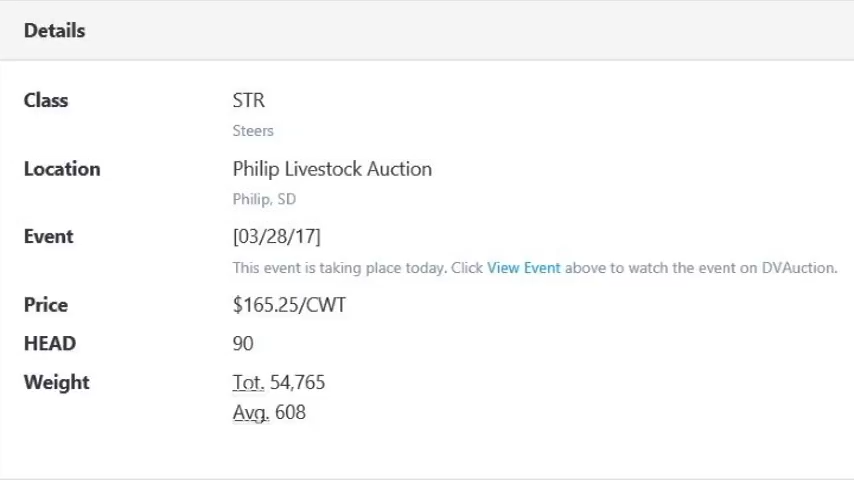 Details
Class STR
Steers
Location Philip Livestock Auction
Philip, SD
Event [03/28/17]
This event is taking place today. Click View Event above to watch the event on DVAuction.
Price $165.25/CWT
HEAD 90
Weight Tot. 54,765
Avg. 608